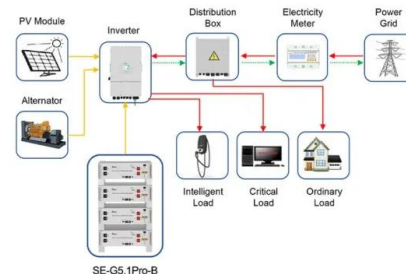 PV Module
Inverter
Distribution
Box
Electricity
Meter
Power
Grid
Alternator
Intelligent
Load
Critical
Load
Ordinary
Load
SE-G5.1Pro-B